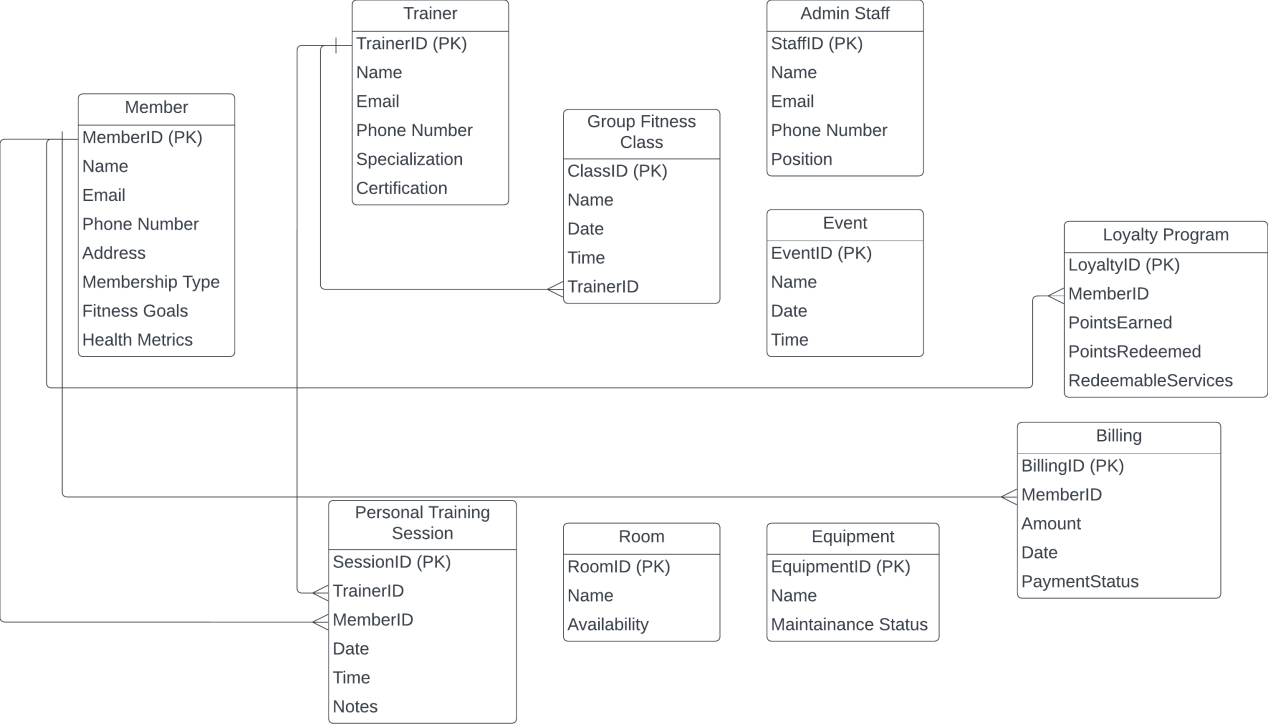 Trainer
TrainerID (PK)
Name
Email
Phone Number
Specialization
Certification
Admin Staff
StaffID (PK)
Name
Email
Phone Number
Position
Member
MemberID (PK)
Name
Email
Phone Number
Address
Membership Type
Fitness Goals
Health Metrics
Group Fitness
Class
ClassID (PK)
Name
Date
Time
TrainerID
Event
EventID (PK)
Name
Date
Time
Loyalty Program
LoyaltyID (PK)
MemberID
PointsEarned
PointsRedeemed
RedeemableServices
Billing
BillingID (PK)
MemberID
Amount
Date
PaymentStatus
Personal Training
Session
SessionID (PK)
TrainerID
MemberID
Date
Time
Notes
Room
RoomID (PK)
Name
Availability
Equipment
EquipmentID (PK)
Name
Maintainance Status